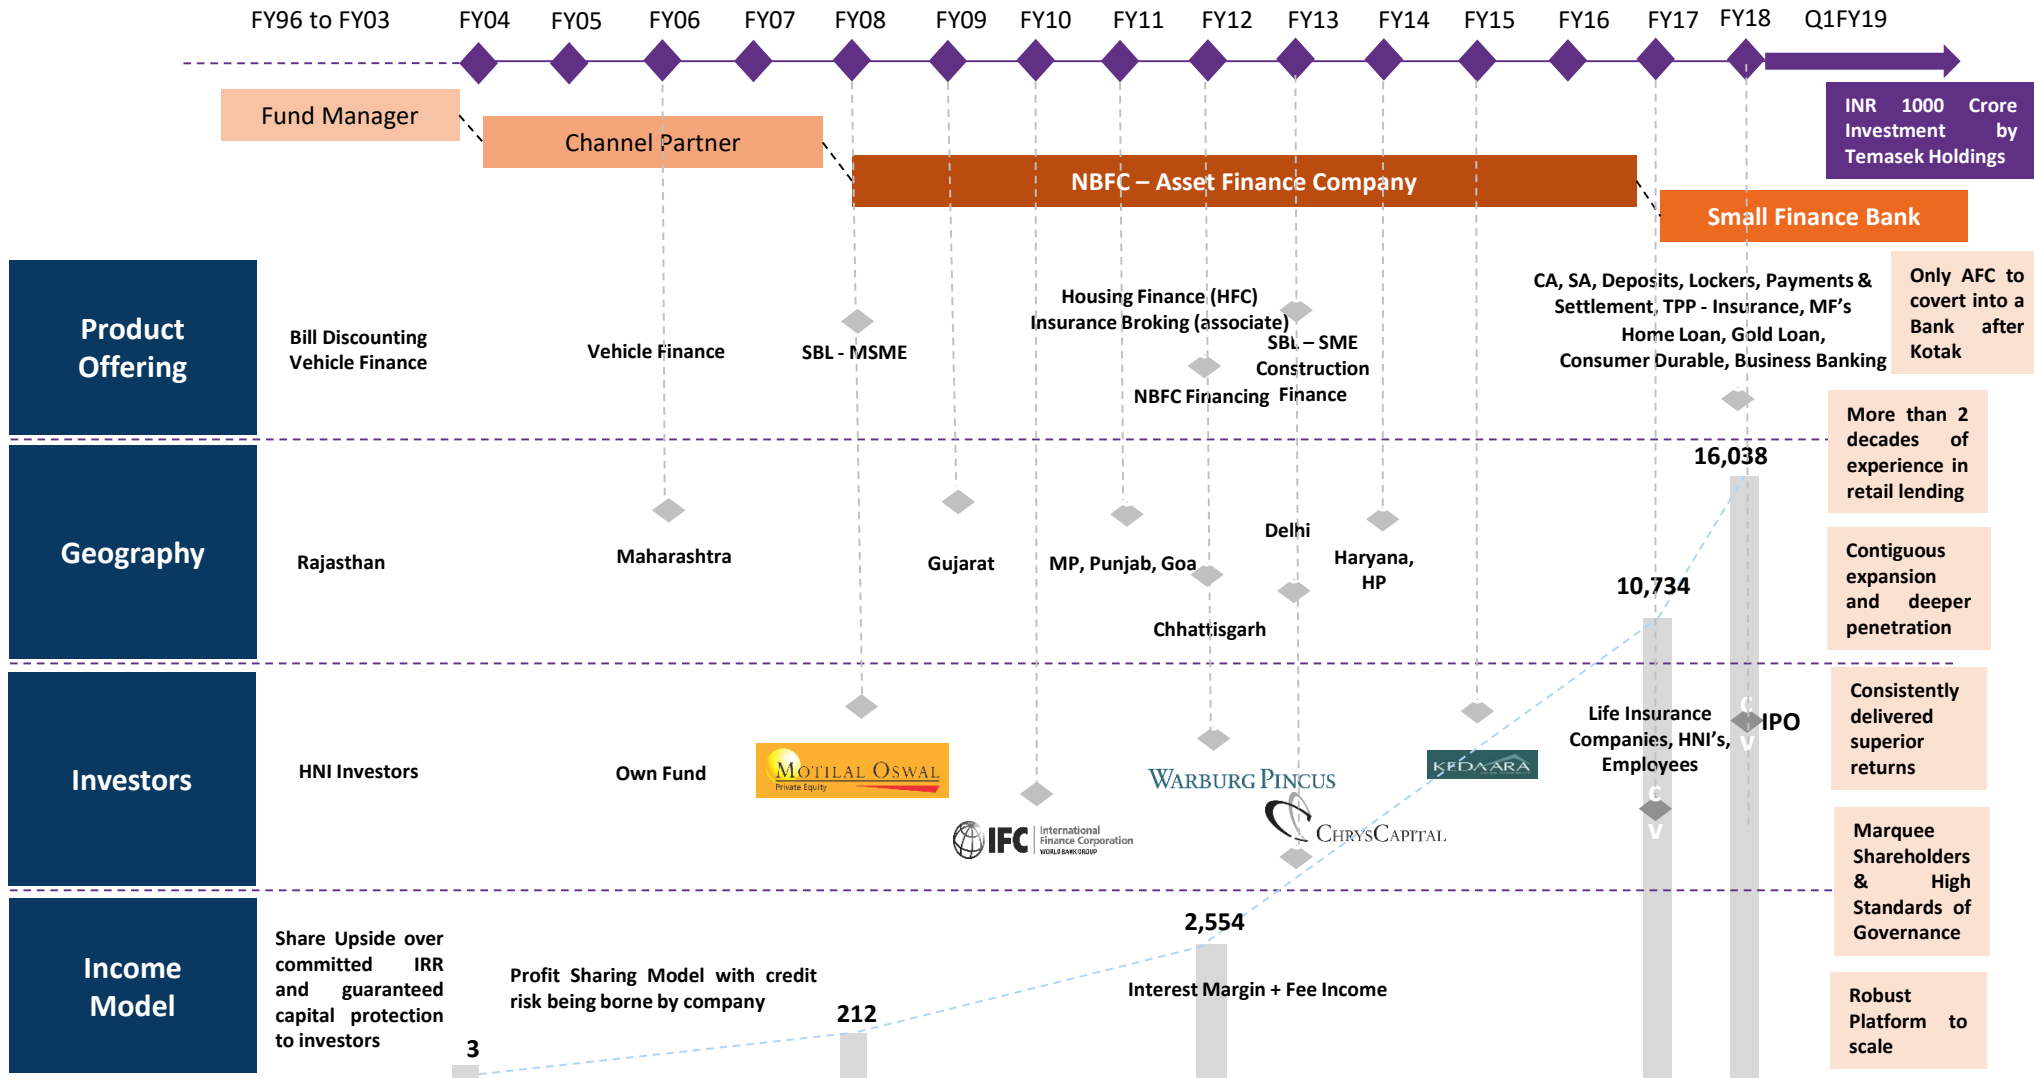 FY96 to FY03 FY04 FY05 FY06 FY07 FY08 FY09 FY10 FY11 FY12 FY13 FY14 FY15 FY16 FY17 FY18 Q1FY19
Fund Manager
Channel Partner
NBFC – Asset Finance Company
Small Finance Bank
INR 1000 Crore
Investment by
Temasek Holdings
Product
Offering
Bill Discounting
Vehicle Finance
Vehicle Finance
SBL - MSME
Housing Finance (HFC)
Insurance Broking (associate)
NBFC Financing
SBL – SME
Construction
Finance
CA, SA, Deposits, Lockers, Payments &
Settlement, TPP - Insurance, MF's
Home Loan, Gold Loan,
Consumer Durable, Business Banking
Only AFC to
covert into a
Bank after
Kotak
More than 2
decades of
experience in
retail lending
Geography
Rajasthan
Maharashtra
Gujarat
MP, Punjab, Goa
Chhattisgarh
Delhi
Haryana,
HP
10,734
16,038
Contiguous
expansion
and deeper
penetration
Investors
HNI Investors
Own Fund
MOTILAL OSWAL
Private Equity
IFC
International
Finance Corporation
WORLD BANK GROUP
WARBURG PINCUS
CHRYSCAPITAL
KEDAARA
Life Insurance
Companies, HNI's,
Employees
C
V
C
V
IPO
Consistently
delivered
superior
returns
Marquee
Shareholders
& High
Standards of
Governance
Income
Model
Share Upside over
committed IRR
and guaranteed
capital protection
to investors
3
Profit Sharing Model with credit
risk being borne by company
212
2,554
Interest Margin + Fee Income
Robust
Platform to
scale